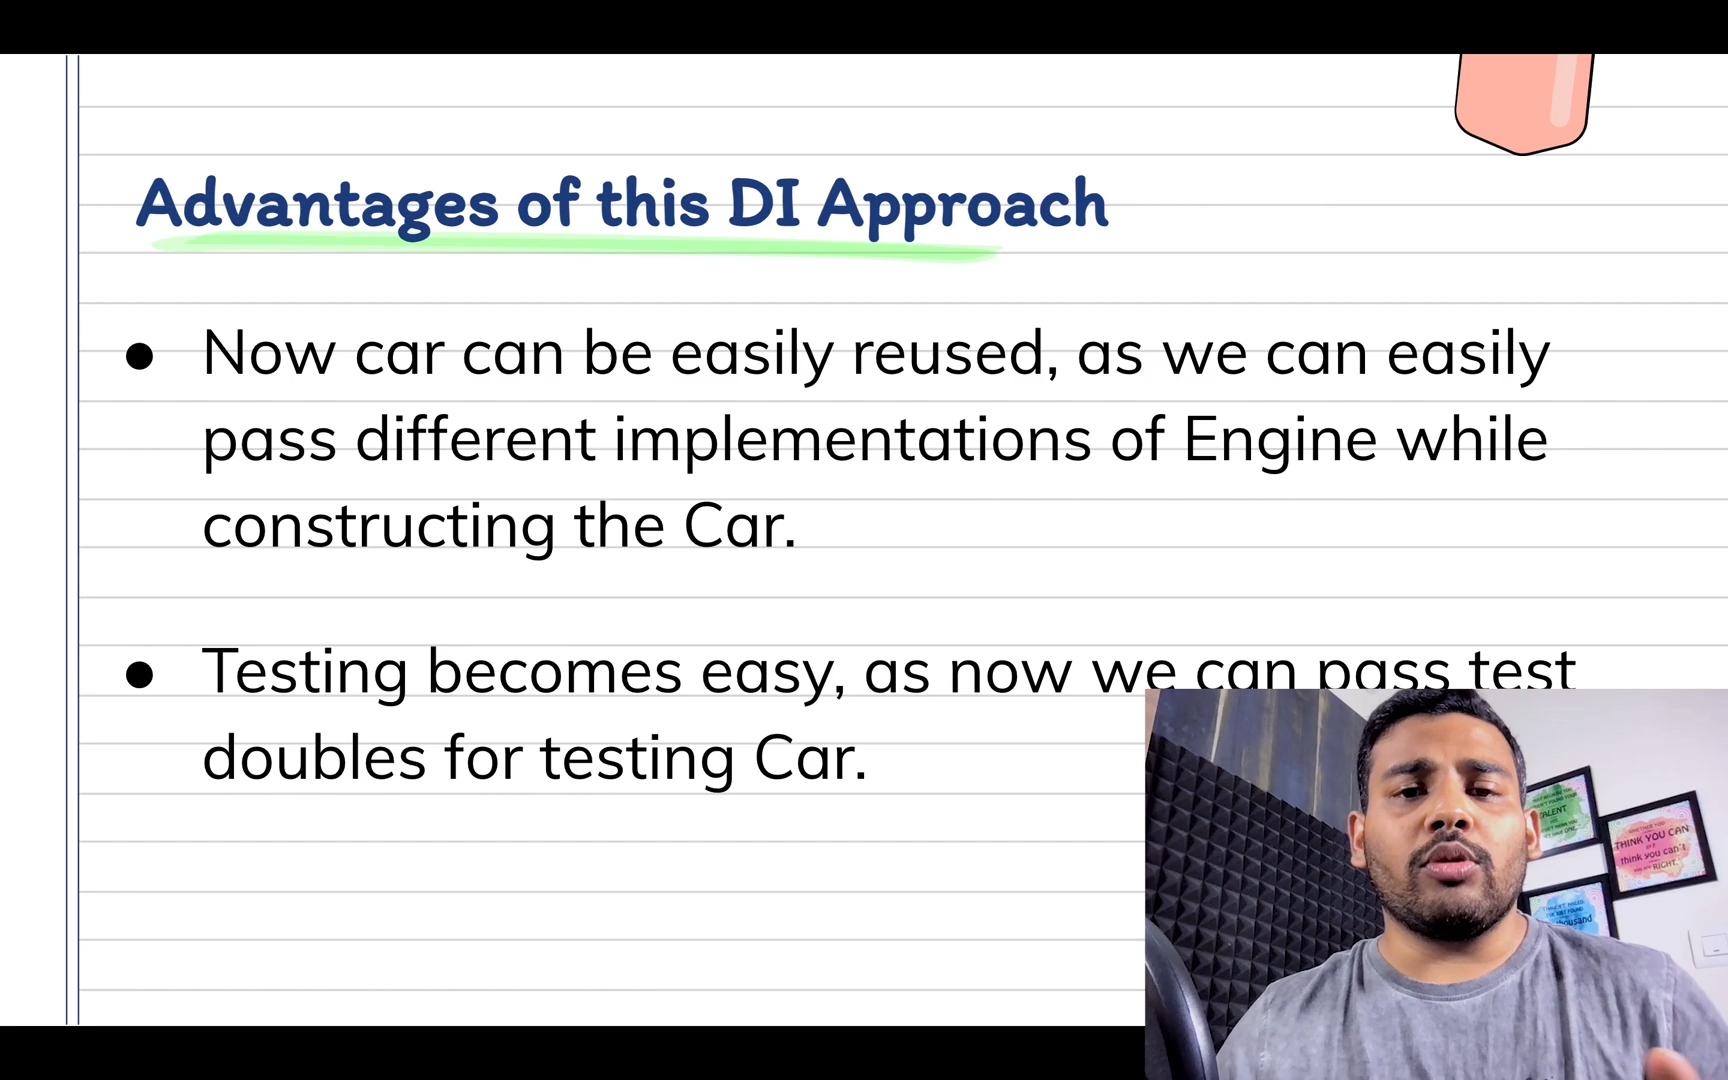 Advantages of this DI Approach
● Now car can be easily reused, as we can easily
pass different implementations of Engine while
constructing the Car.
● Testing becomes easy, as now we can pass test
doubles for testing Car.
TALENT
THINK YOU CAN
think you can't
RIGHT.
thousand